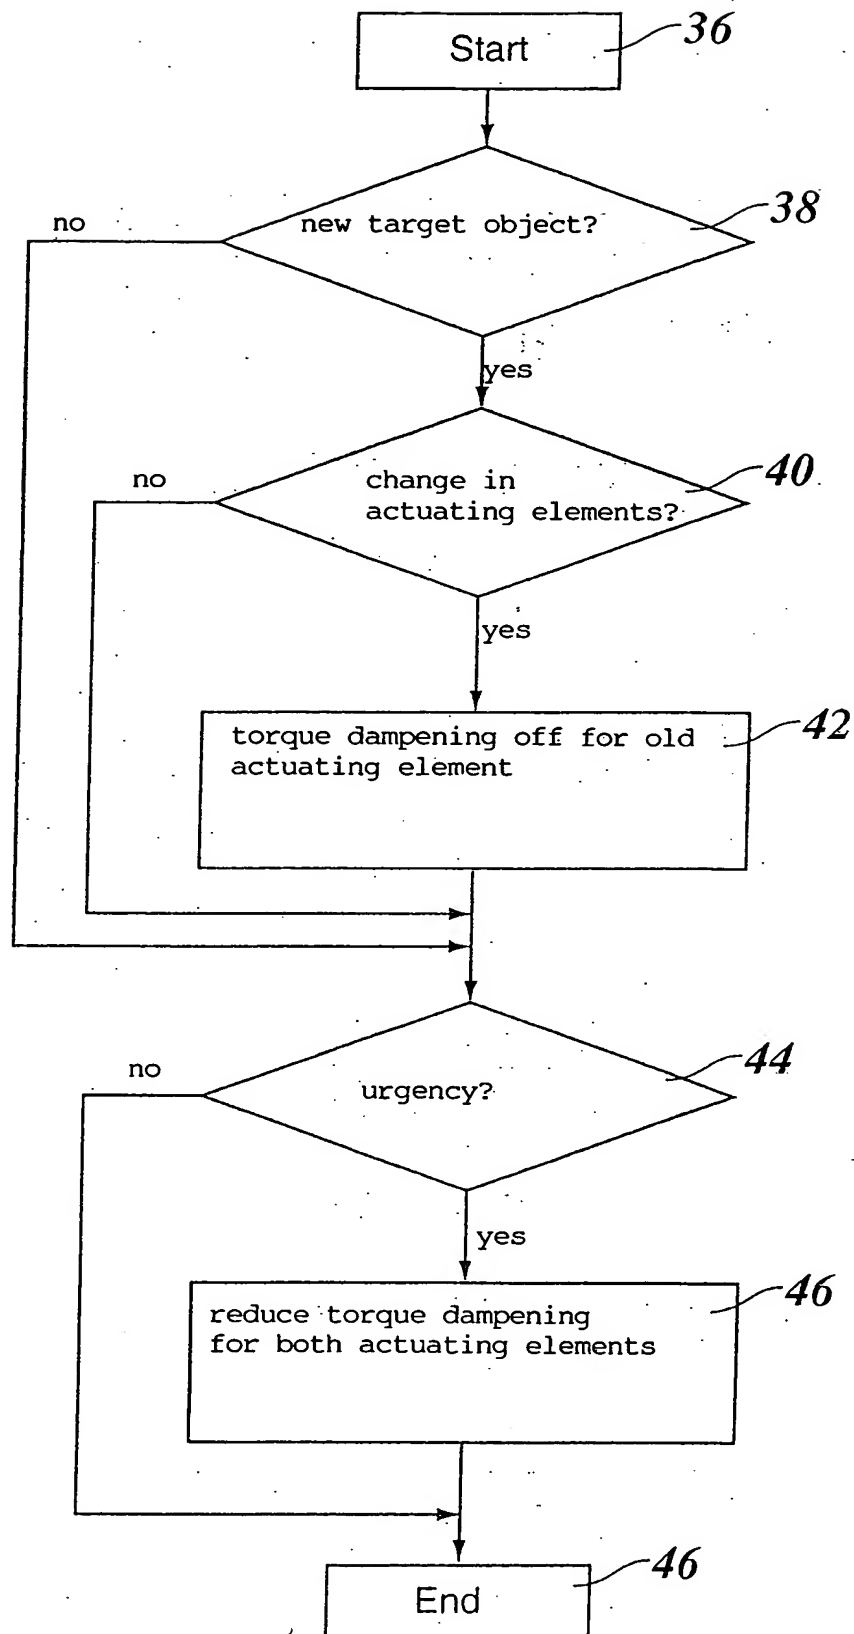 Start
36
no
new target object?
38
yes
no
change in
actuating elements?
40
yes
torque dampening off for old
actuating element
42
no
urgency?
44
yes
reduce torque dampening
for both actuating elements
46
End
46